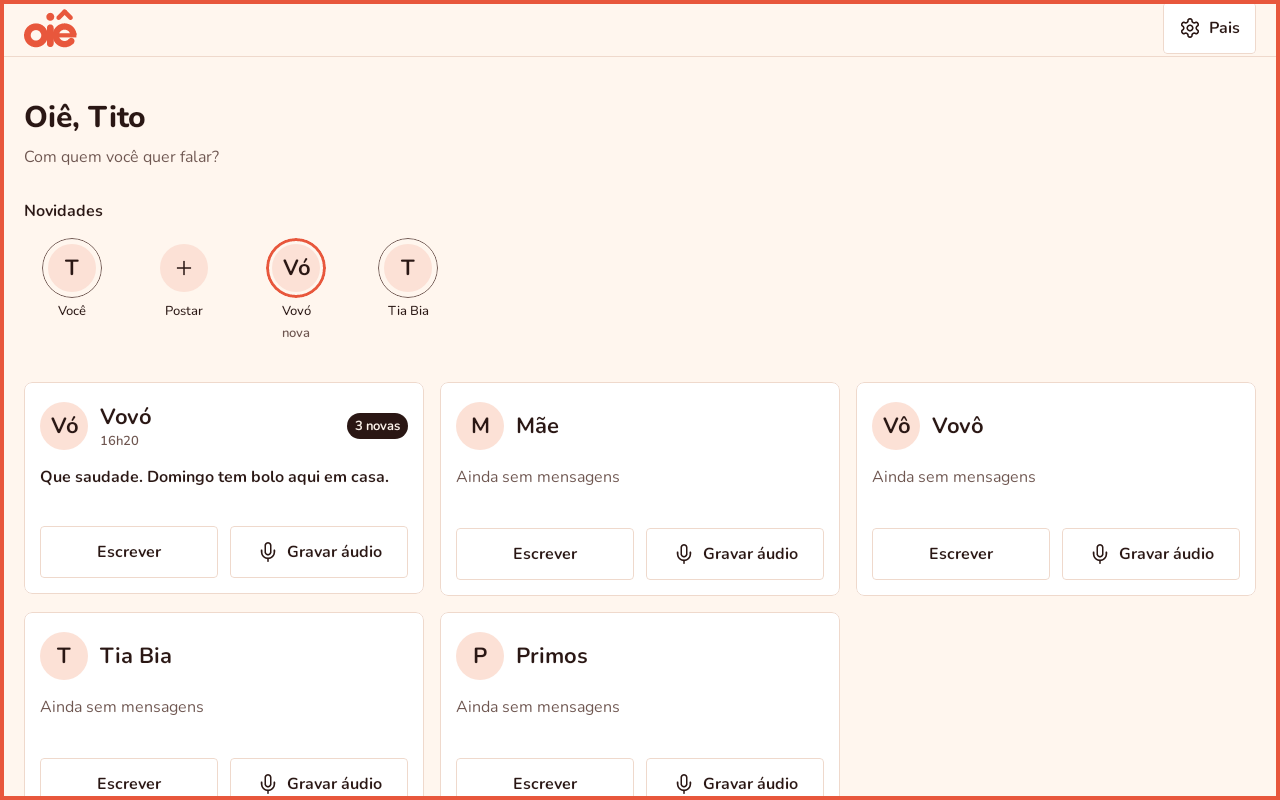 oiê
Pais
Oiê, Tito
Com quem você quer falar?
Novidades
T
Você
+
Postar
Vó
Vovó
nova
T
Tia Bia
Vó
Vovó
16h20
3 novas
Que saudade. Domingo tem bolo aqui em casa.
Escrever
Gravar áudio
M
Mãe
Ainda sem mensagens
Escrever
Gravar áudio
Vô
Vovô
Ainda sem mensagens
Escrever
Gravar áudio
T
Tia Bia
Ainda sem mensagens
Escrever
Gravar áudio
P
Primos
Ainda sem mensagens
Escrever
Gravar áudio